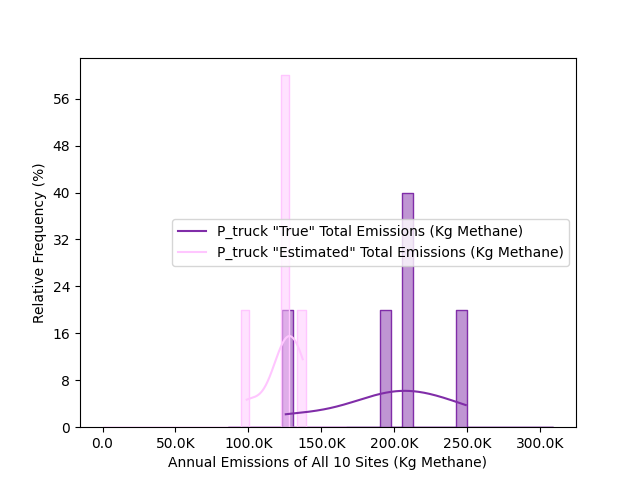 Relative Frequency (%)
56
48
40
32
24
16
8
0
P_truck "True" Total Emissions (Kg Methane)
P_truck "Estimated" Total Emissions (Kg Methane)
0.0 50.0K 100.0K 150.0K 200.0K 250.0K 300.0K
Annual Emissions of All 10 Sites (Kg Methane)